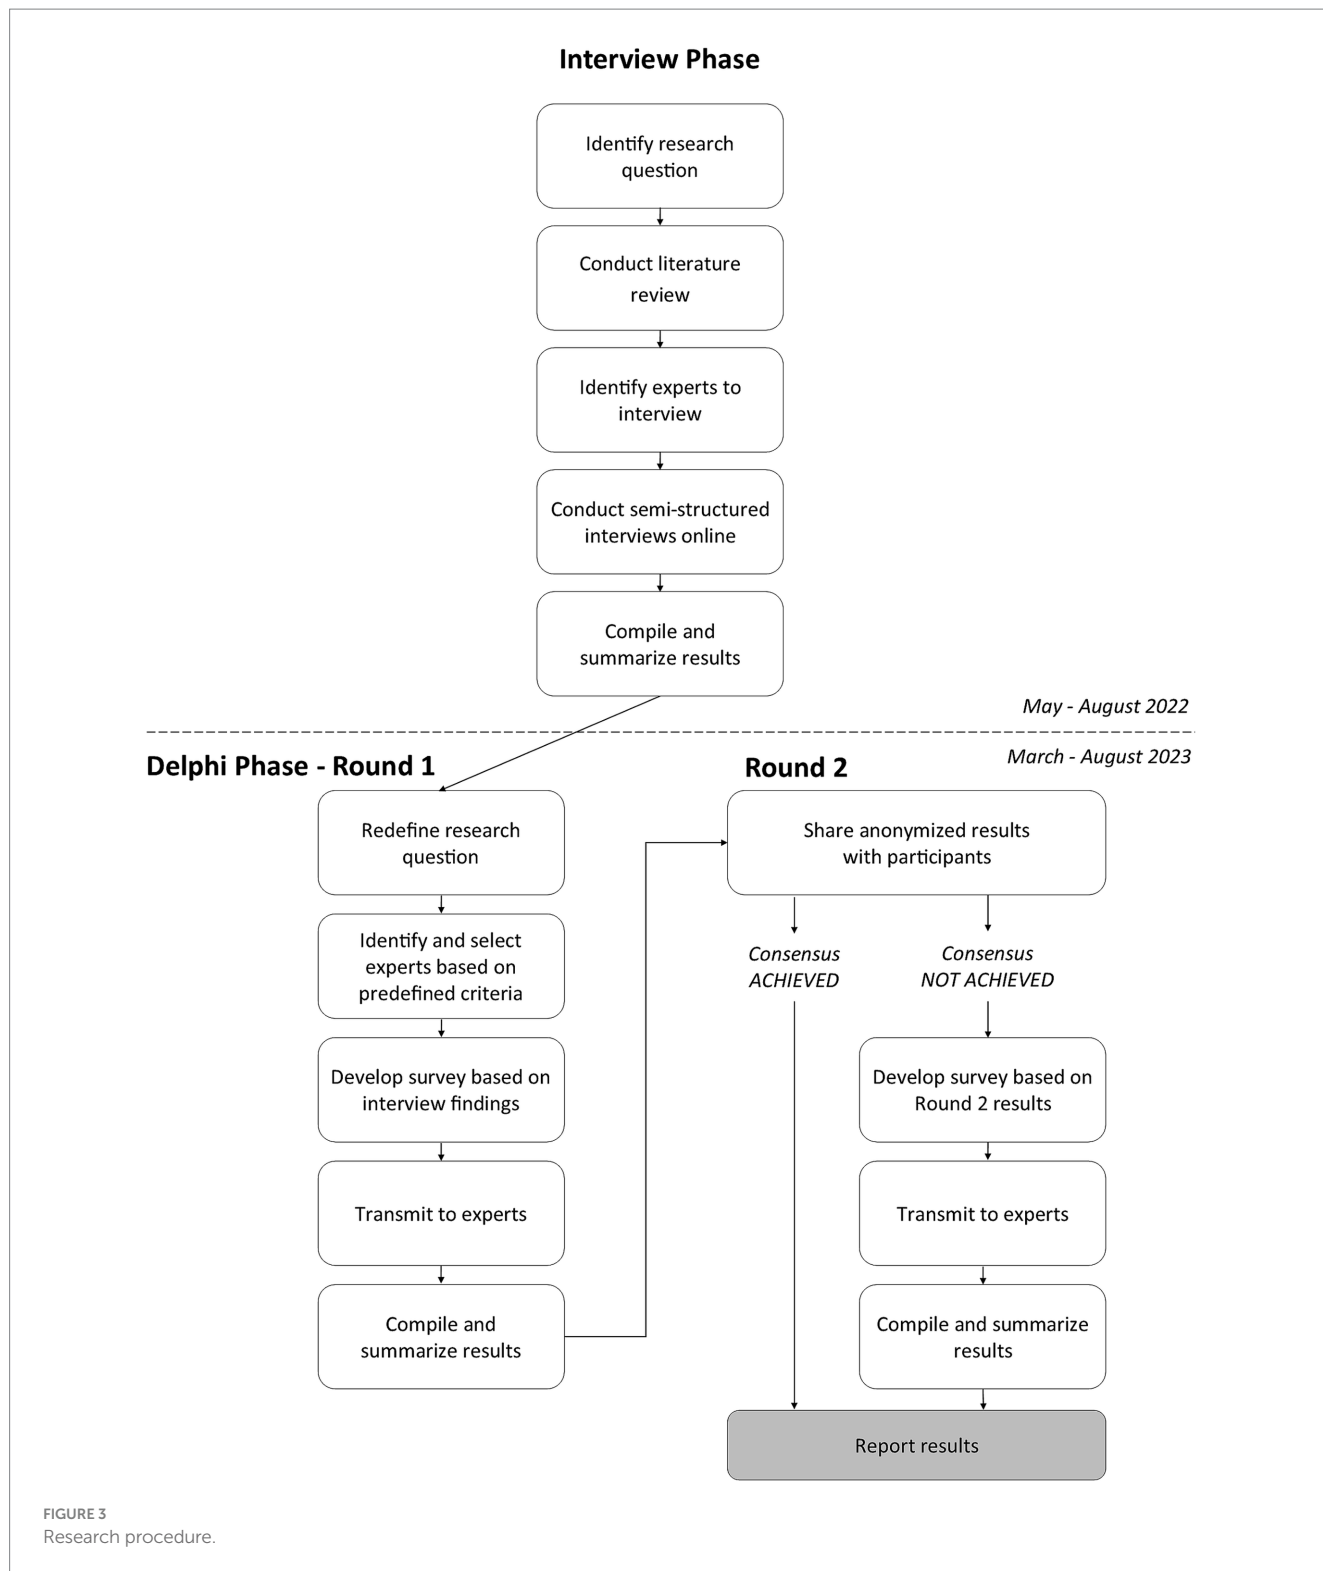 Interview Phase
Identify research
question
Conduct literature
review
Identify experts to
interview
Conduct semi-structured
interviews online
Compile and
summarize results
May - August 2022
March - August 2023
Delphi Phase - Round 1
Redefine research
question
Identify and select
experts based on
predefined criteria
Develop survey based on
interview findings
Transmit to experts
Compile and
summarize results
Round 2
Share anonymized results
with participants
Consensus
ACHIEVED
Consensus
NOT ACHIEVED
Develop survey based on
Round 2 results
Transmit to experts
Compile and summarize
results
Report results
FIGURE 3
Research procedure.